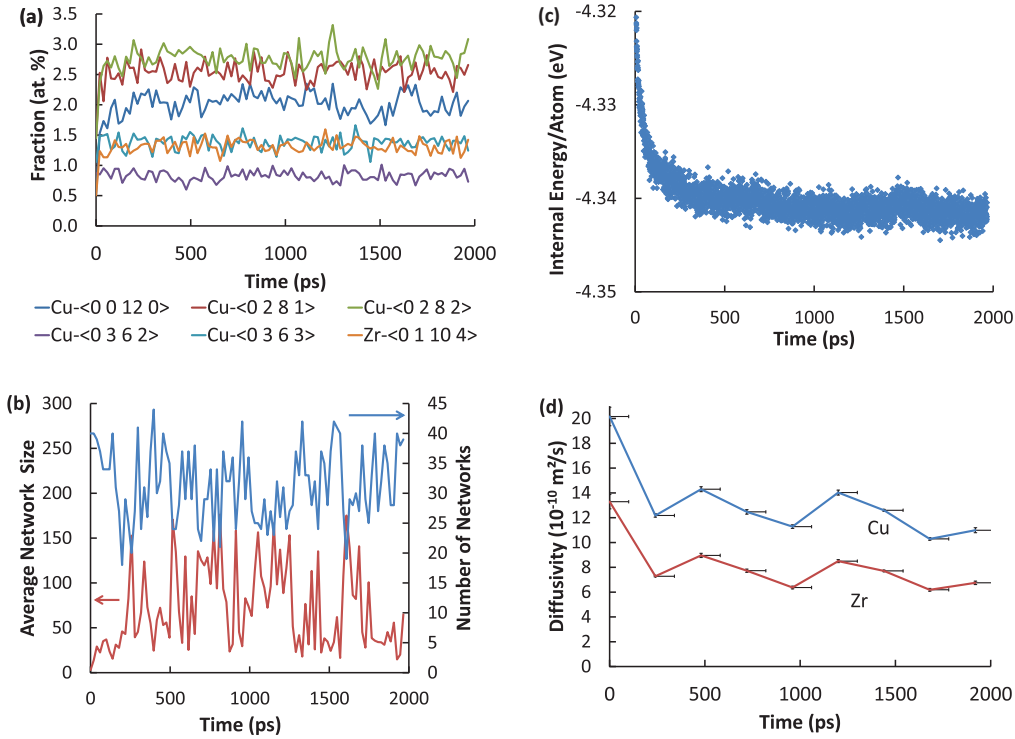 (a)
Fraction (at. %)
3.5
3.0
2.5
2.0
1.5
1.0
0.5
0.0
0 500 1000 1500 2000
Time (ps)
Cu-<0 0 12 0> Cu-<0 2 8 1> Cu-<0 2 8 2>
Cu-<0 3 6 2> Cu-<0 3 6 3> Zr-<0 1 10 4>
(c)
Internal Energy/Atom (eV)
-4.32
-4.33
-4.34
-4.35
0 500 1000 1500 2000
Time (ps)
(b)
Average Network Size
300
250
200
150
100
50
0
45
40
35
30
25
20
15
10
5
0
Number of Networks
0 500 1000 1500 2000
Time (ps)
(d)
Diffusivity (10⁻¹⁰ m²/s)
20
18
16
14
12
10
8
6
4
2
0
Cu
Zr
0 500 1000 1500 2000
Time (ps)